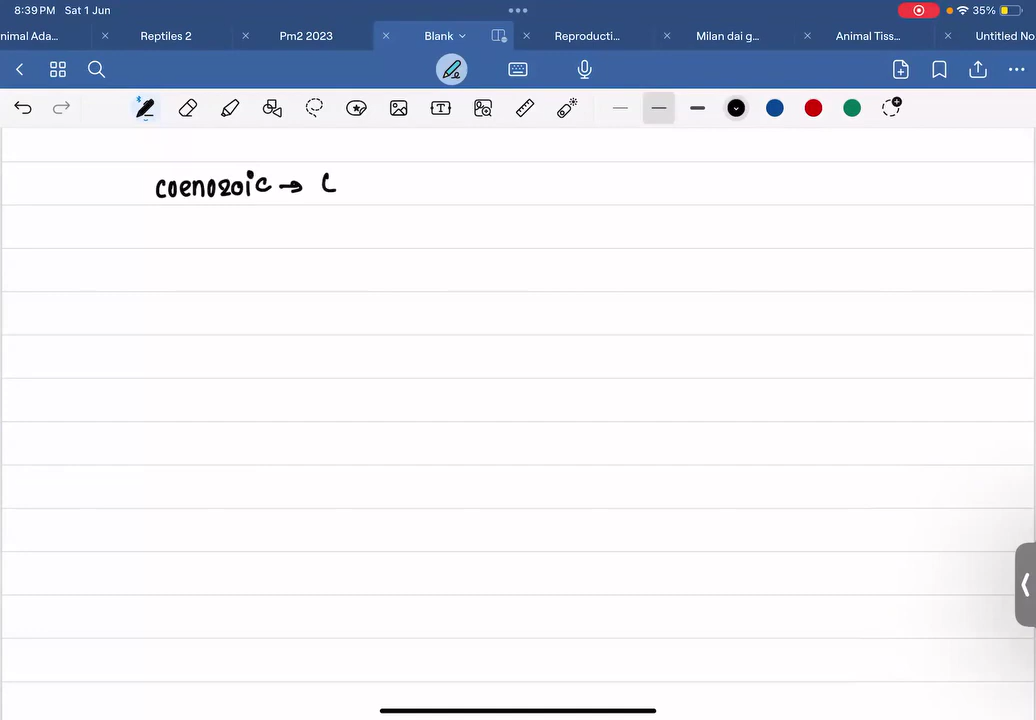 8:39 PM Sat 1 Jun 35%
nimal Ada... Reptiles 2 Pm2 2023 Blank Reproducti... Milan dai g... Animal Tiss... Untitled No
T
coenozoic → C